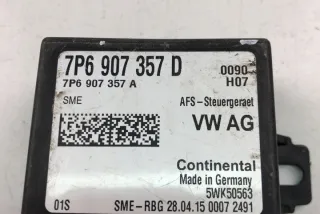 7P6 907 357 D
7P6 907 357 A
0090
H07
SME
AFS-Steuergeraet
VW AG
Continental
Made in Germany
5WK50563
01S
SME-RBG 28.04.15 0007 2491